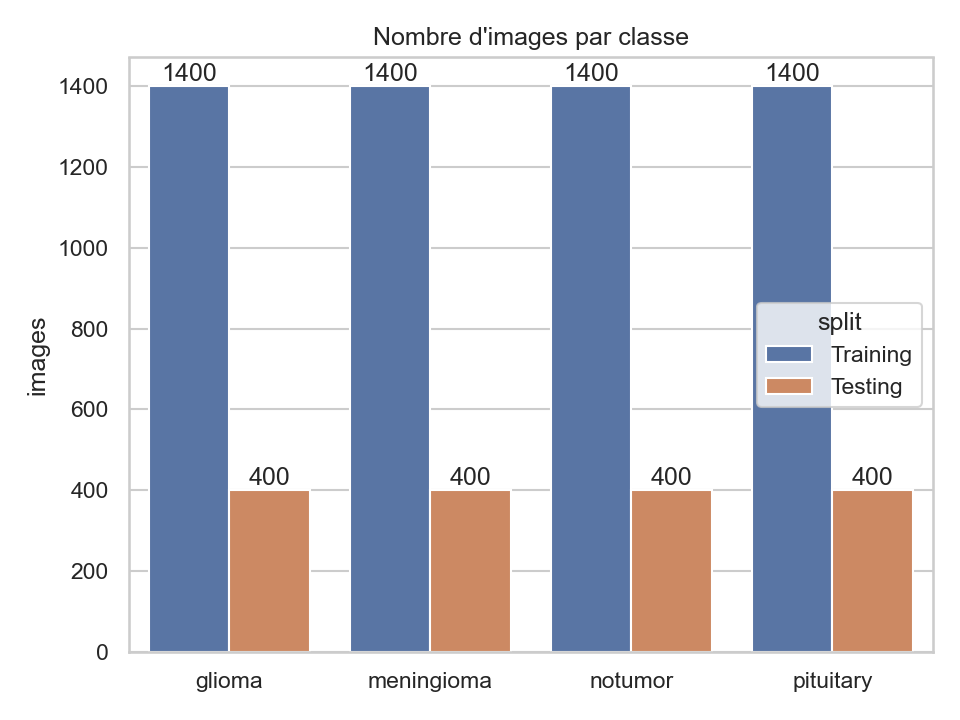 Nombre d'images par classe
1400 1400 1400 1400
1400
1200
1000
800
600
400
200
0
images
split
Training
Testing
400 400 400 400
glioma meningioma notumor pituitary